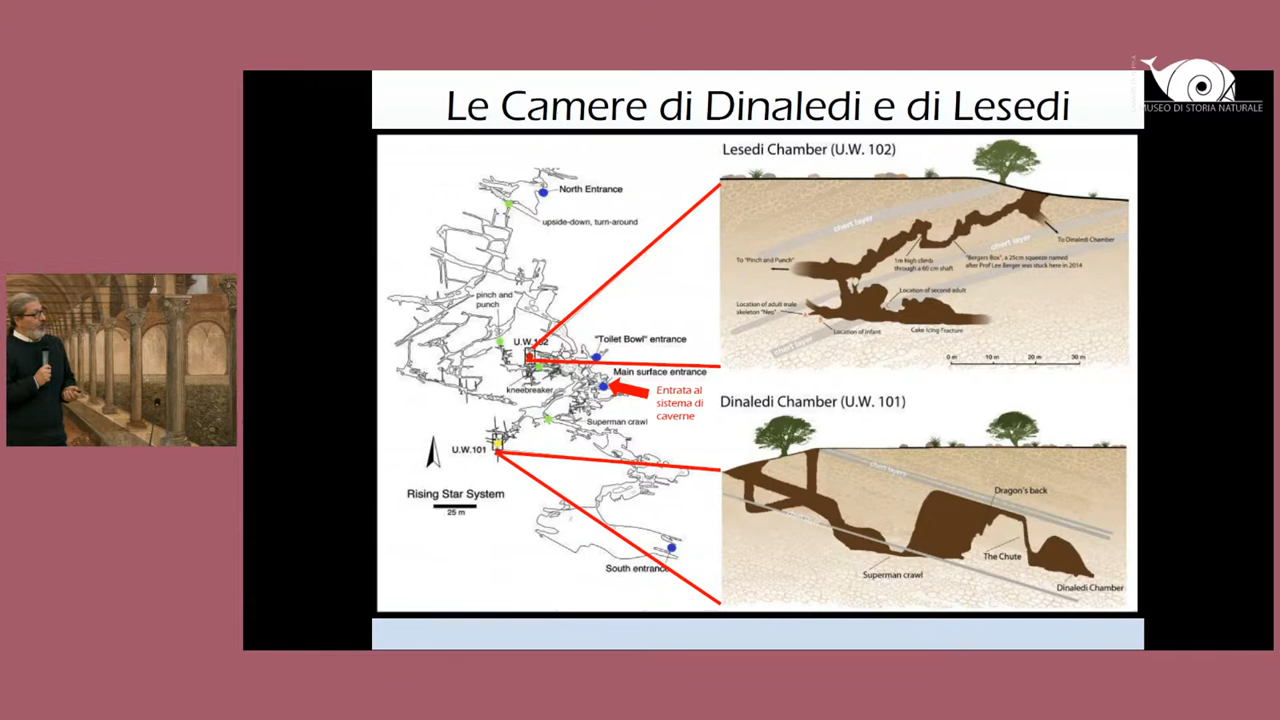 Le Camere di Dinaledi e di Lesedi
MUSEO DI STORIA NATURALE
North Entrance
upside-down, turn-around
pinch and
punch
U.W.102
"Toilet Bowl" entrance
Main surface entrance
kneebreaker
Entrata al
sistema di
caverne
Superman crawl
U.W.101
Rising Star System
25 m
South entrance
Lesedi Chamber (U.W. 102)
chert layer
To Dinaledi Chamber
chert layer
To "Pinch and Punch"
1m high climb
through a 60 cm shaft
"Bergers Box", a 25cm squeeze named
after Prof Lee Berger was stuck here in 2014
Location of second adult
Location of adult male
skeleton "Neo"
Location of infant
Cake Icing Fracture
chert layer
0 m 10 m 20 m 30 m
Dinaledi Chamber (U.W. 101)
chert layers
Dragon's back
The Chute
Superman crawl
Dinaledi Chamber